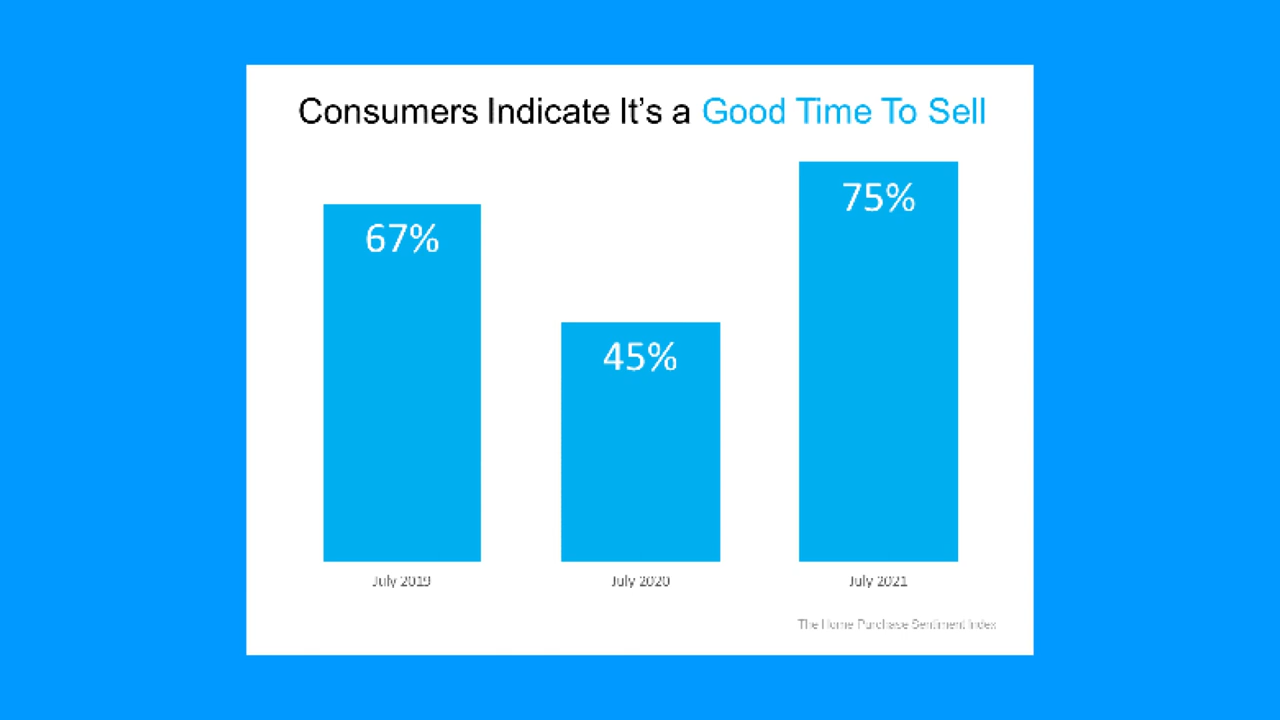 Consumers Indicate It’s a Good Time To Sell
67%
45%
75%
July 2019
July 2020
July 2021
The Home Purchase Sentiment Index